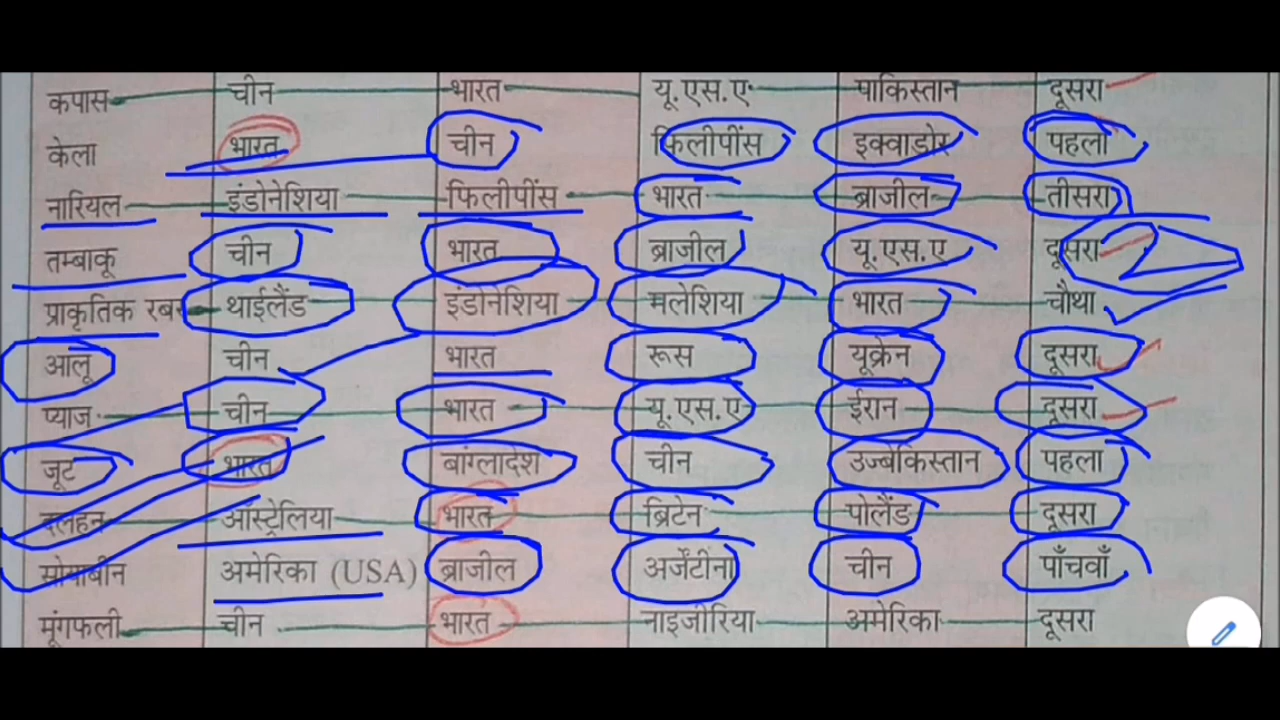 कपास चीन भारत यू.एस.ए पाकिस्तान दूसरा
केला भारत चीन फिलीपींस इक्वाडोर पहला
नारियल इंडोनेशिया फिलीपींस भारत ब्राजील तीसरा
तम्बाकू चीन भारत ब्राजील यू.एस.ए दूसरा
प्राकृतिक रबर थाईलैंड इंडोनेशिया मलेशिया भारत चौथा
आलू चीन भारत रूस यूक्रेन दूसरा
प्याज चीन भारत यू.एस.ए ईरान दूसरा
जूट भारत बांग्लादेश चीन उज्बेकिस्तान पहला
दलहन ऑस्ट्रेलिया भारत ब्रिटेन पोलैंड दूसरा
सोयाबीन अमेरिका (USA) ब्राजील अर्जेंटीना चीन पाँचवाँ
मूंगफली चीन भारत नाइजीरिया अमेरिका दूसरा